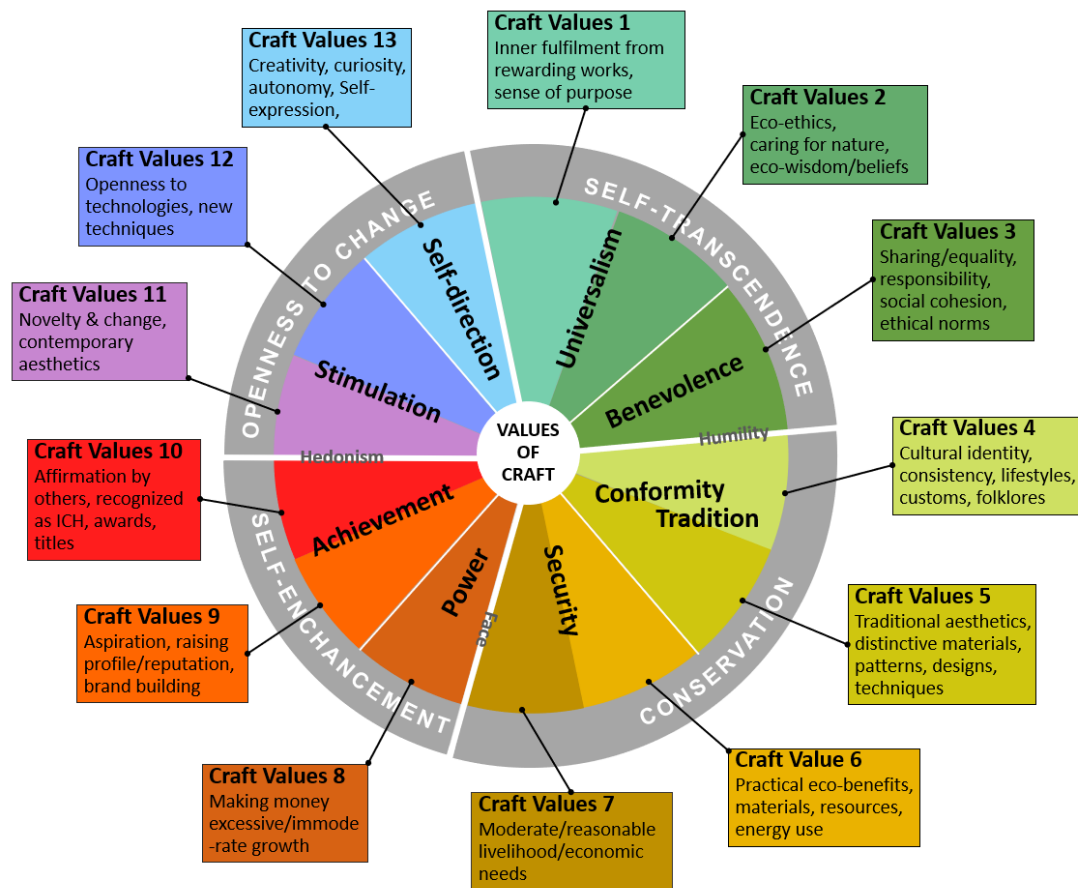 Craft Values 1
Inner fulfilment from
rewarding works,
sense of purpose
Craft Values 2
Eco-ethics,
caring for nature,
eco-wisdom/beliefs
Craft Values 3
Sharing/equality,
responsibility,
social cohesion,
ethical norms
Craft Values 4
Cultural identity,
consistency, lifestyles,
customs, folklores
Craft Values 5
Traditional aesthetics,
distinctive materials,
patterns, designs,
techniques
Craft Value 6
Practical eco-benefits,
materials, resources,
energy use
Craft Values 7
Moderate/reasonable
livelihood/economic
needs
Craft Values 8
Making money
excessive/immode
-rate growth
Craft Values 9
Aspiration, raising
profile/reputation,
brand building
Craft Values 10
Affirmation by
others, recognized
as ICH, awards,
titles
Craft Values 11
Novelty & change,
contemporary
aesthetics
Craft Values 12
Openness to
technologies, new
techniques
Craft Values 13
Creativity, curiosity,
autonomy, Self-
expression,
SELF-TRANSCENDENCE
CONSERVATION
SELF-ENCHANCEMENT
OPENNESS TO CHANGE
Universalism
Benevolence
Humility
Conformity
Tradition
Security
Face
Power
Achievement
Hedonism
Stimulation
Self-direction
VALUES
OF
CRAFT